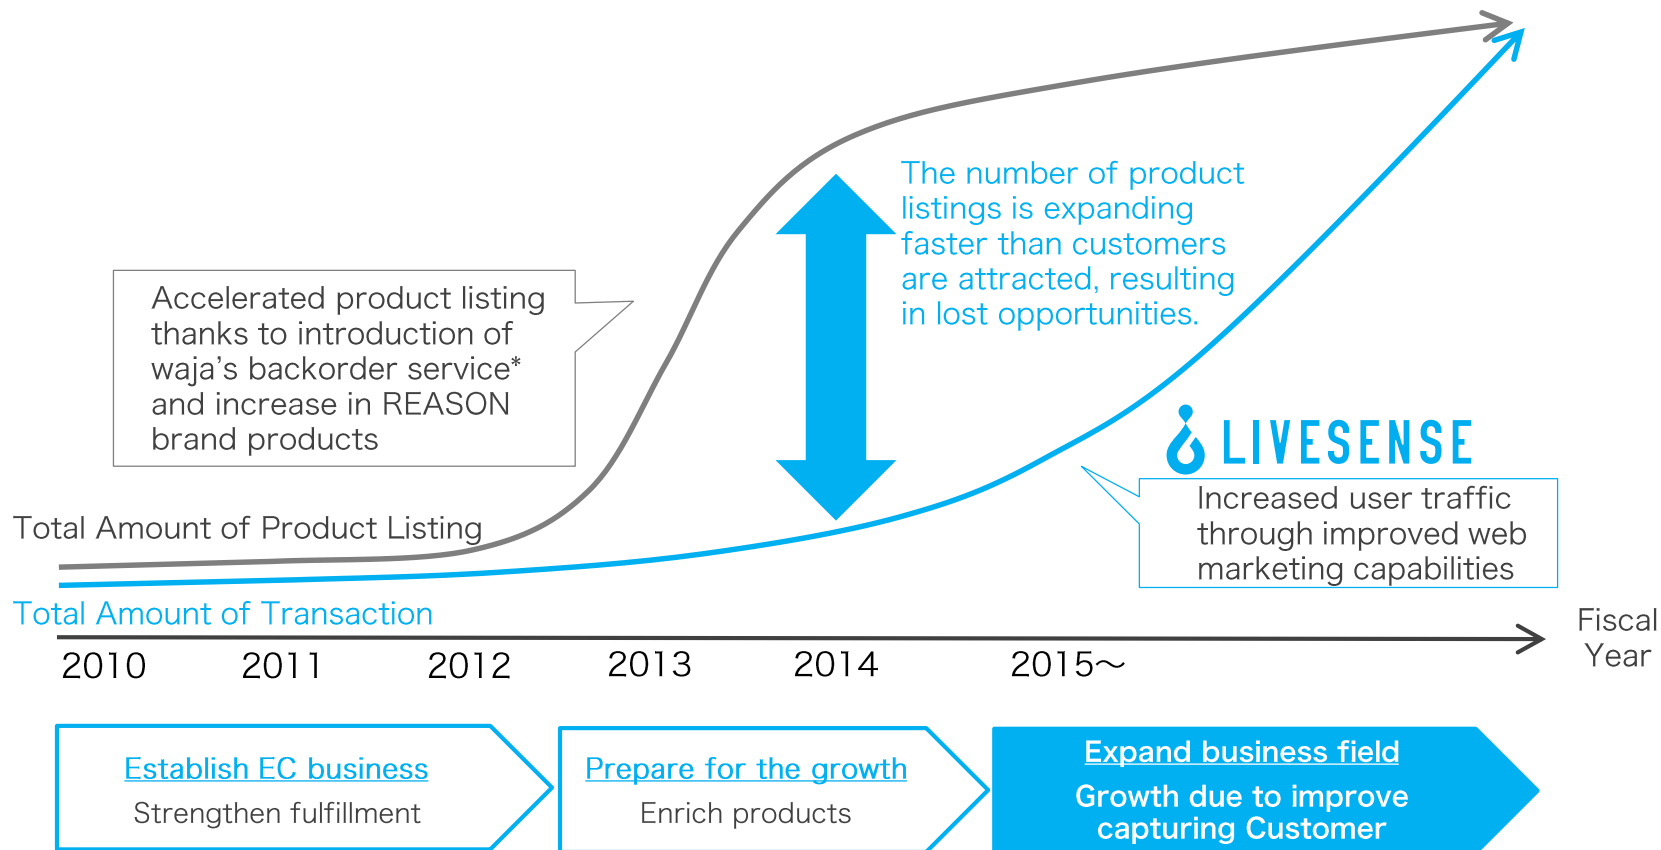 The number of product
listings is expanding
faster than customers
are attracted, resulting
in lost opportunities.
Accelerated product listing
thanks to introduction of
waja’s backorder service*
and increase in REASON
brand products
LIVESENSE
Increased user traffic
through improved web
marketing capabilities
Total Amount of Product Listing
Total Amount of Transaction
Fiscal
Year
2010 2011 2012 2013 2014 2015～
Establish EC business
Strengthen fulfillment
Prepare for the growth
Enrich products
Expand business field
Growth due to improve
capturing Customer